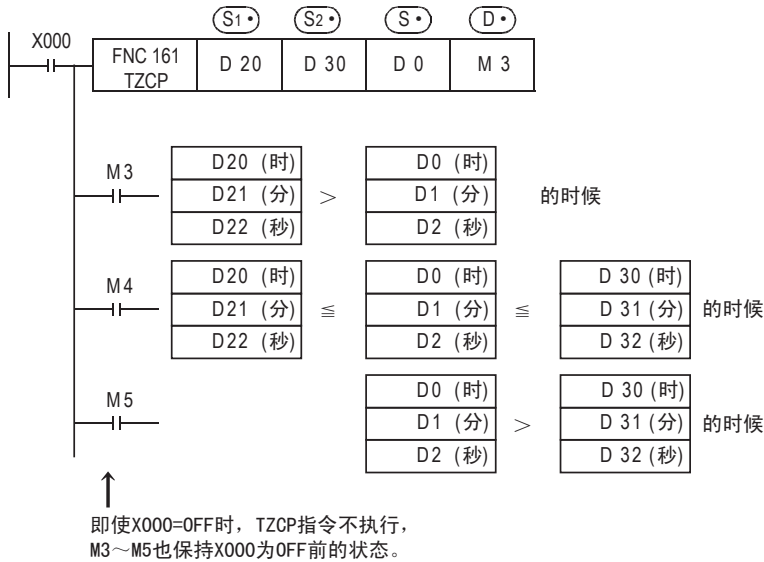 S1• S2• S• D•
X000 FNC 161 TZCP D 20 D 30 D 0 M 3
M3 D20 (时) D0 (时)
D21 (分) > D1 (分) 的时候
D22 (秒) D2 (秒)
M4 D20 (时) D0 (时) D 30 (时)
D21 (分) ≦ D1 (分) ≦ D 31 (分) 的时候
D22 (秒) D2 (秒) D 32 (秒)
M5 D0 (时) D 30 (时)
D1 (分) > D 31 (分) 的时候
D2 (秒) D 32 (秒)
即使X000=OFF时，TZCP指令不执行，
M3～M5也保持X000为OFF前的状态。